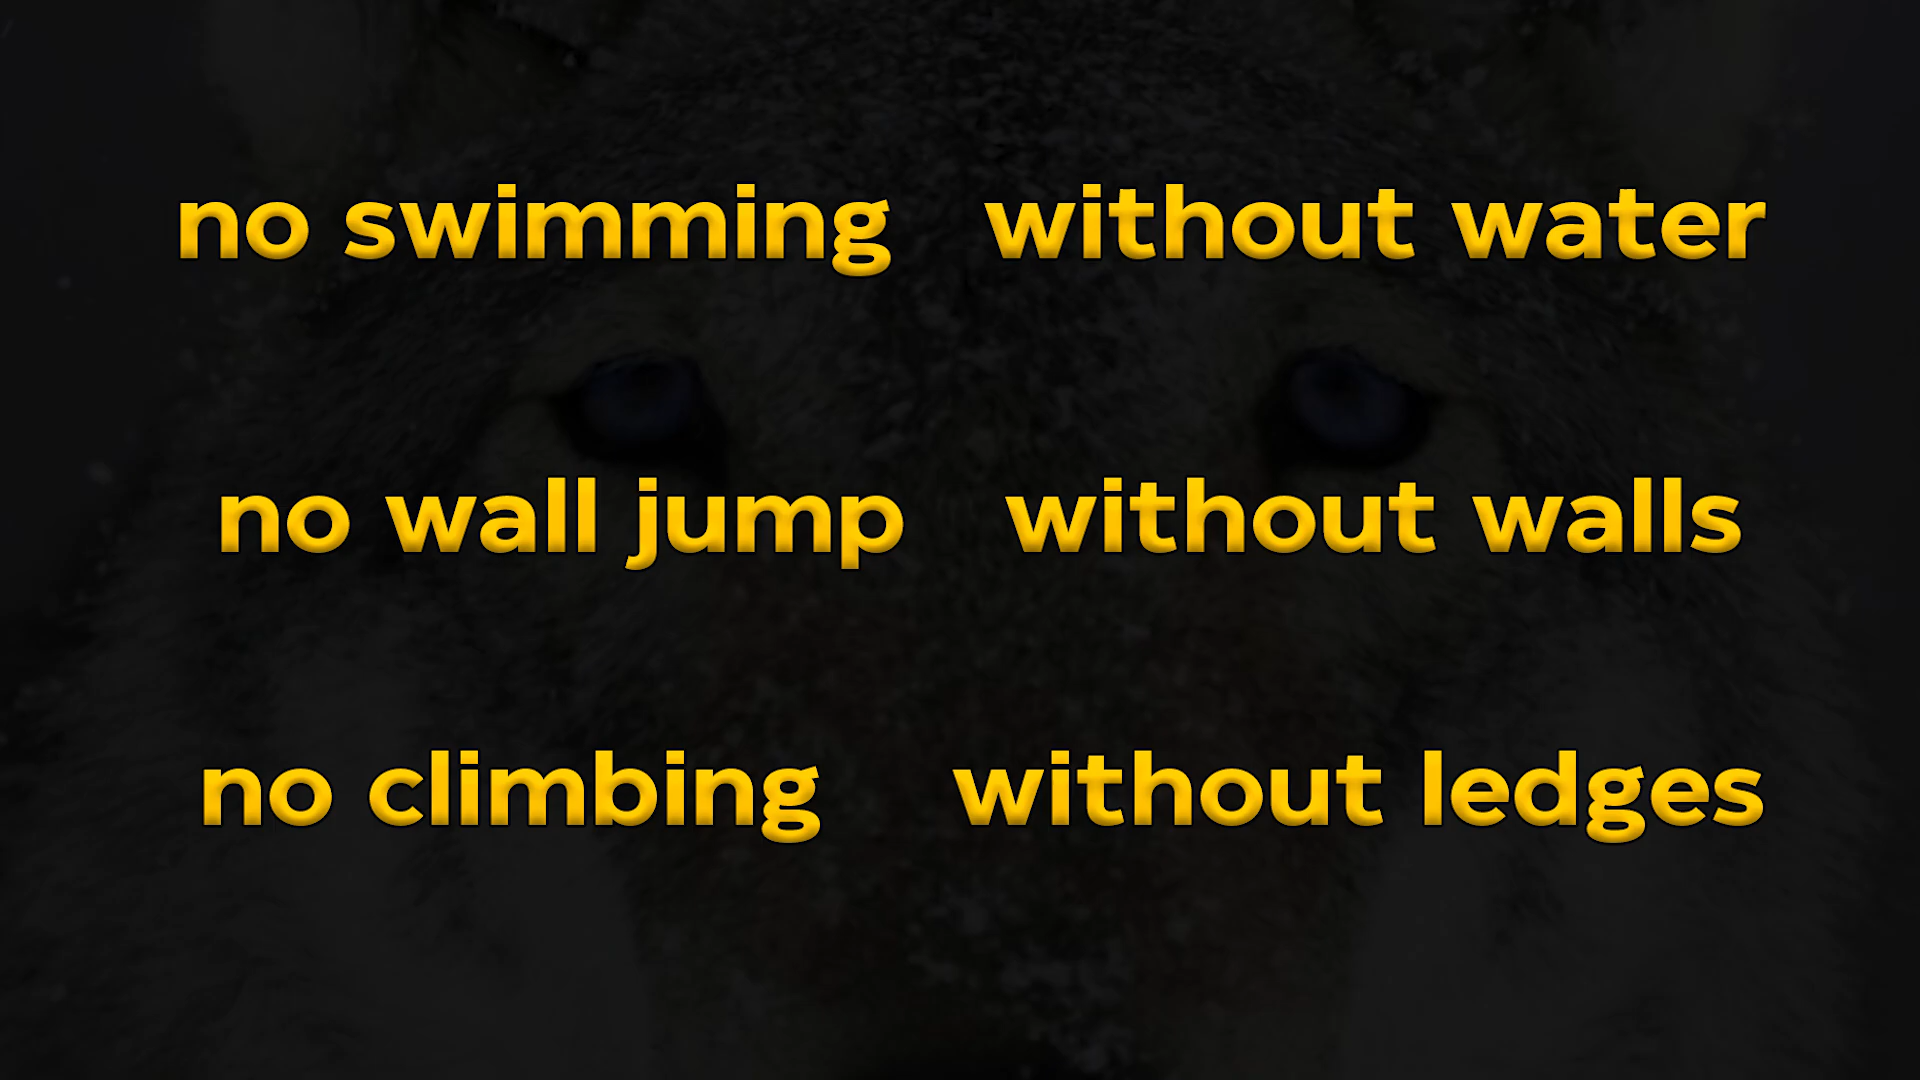 no swimming without water
no wall jump without walls
no climbing without ledges